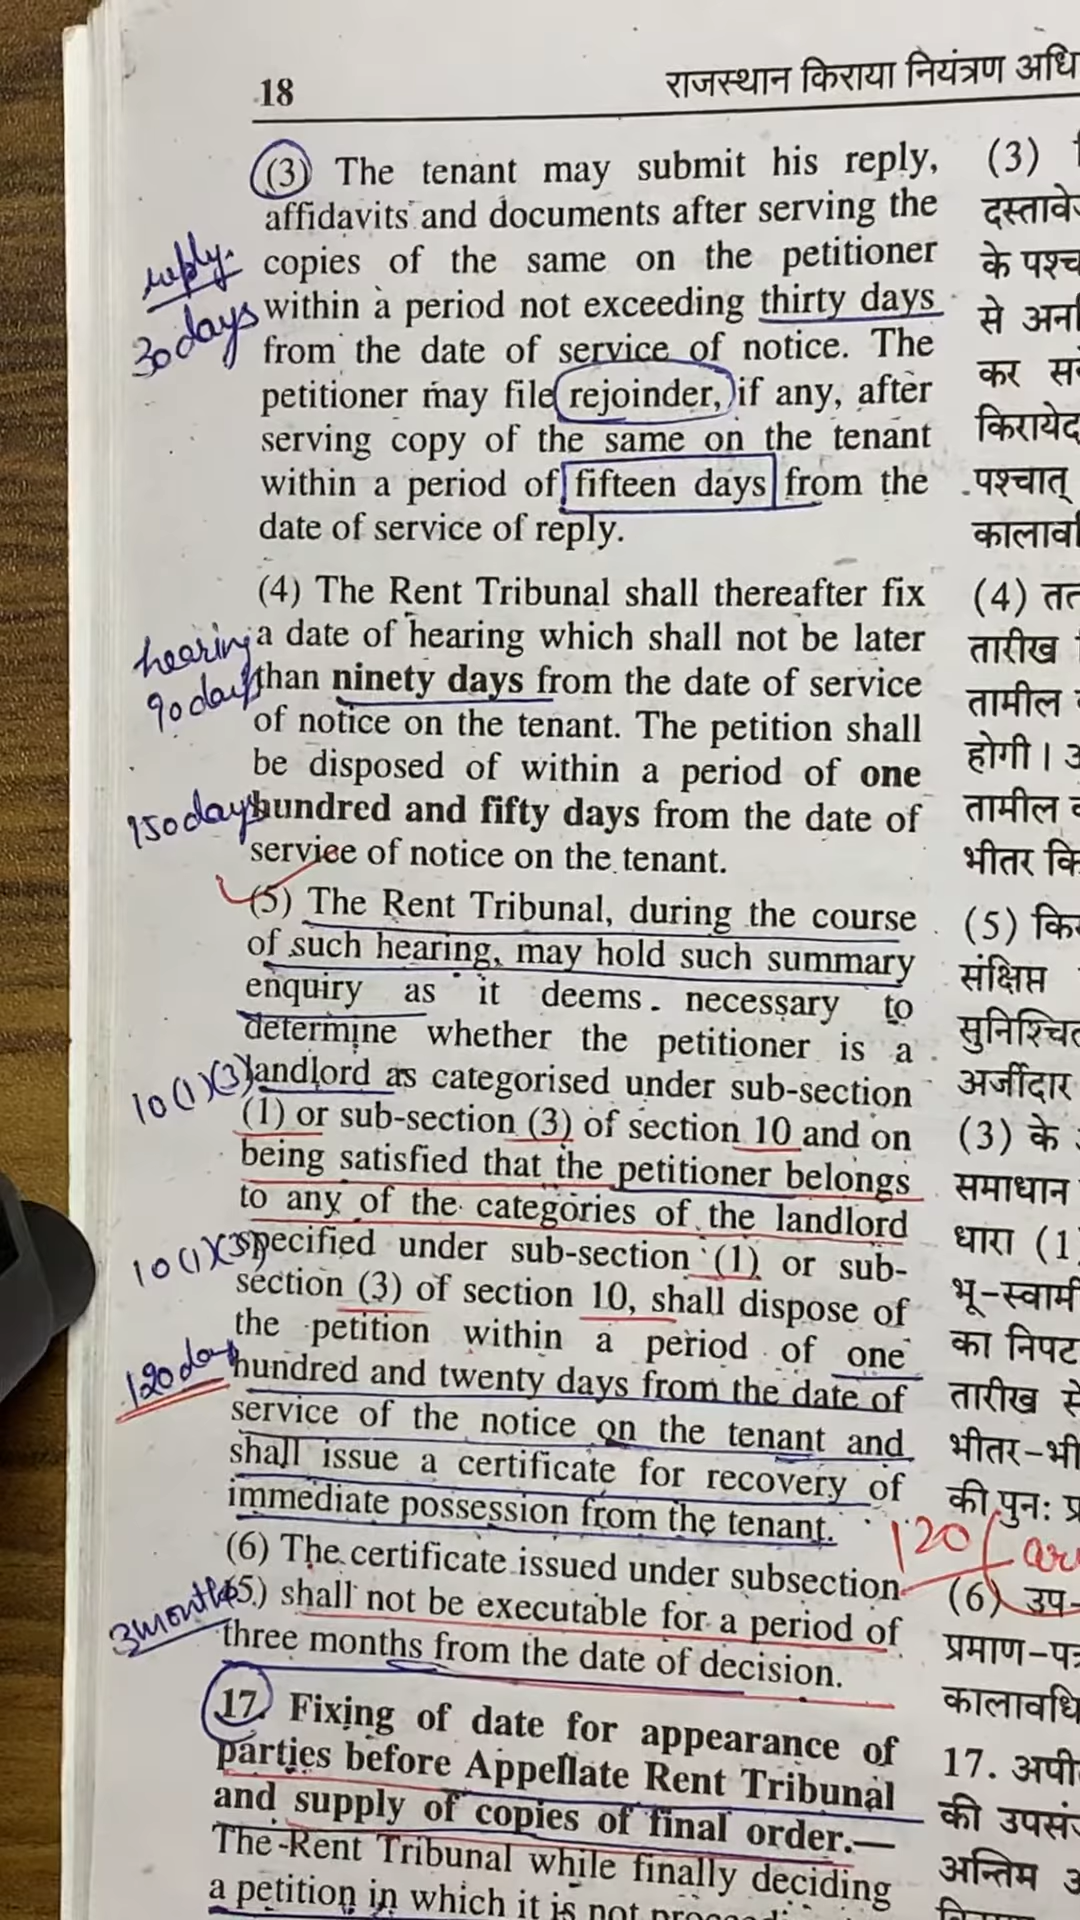 18
राजस्थान किराया नियंत्रण अधि
(3) The tenant may submit his reply,
affidavits and documents after serving the
copies of the same on the petitioner
within a period not exceeding thirty days
from the date of service of notice. The
petitioner may file rejoinder, if any, after
serving copy of the same on the tenant
within a period of fifteen days from the
date of service of reply.
reply.
30 days
(4) The Rent Tribunal shall thereafter fix
a date of hearing which shall not be later
than ninety days from the date of service
of notice on the tenant. The petition shall
be disposed of within a period of one
hundred and fifty days from the date of
service of notice on the tenant.
hearing
90 days
150 days
(5) The Rent Tribunal, during the course
of such hearing, may hold such summary
enquiry as it deems necessary to
determine whether the petitioner is a
landlord as categorised under sub-section
(1) or sub-section (3) of section 10 and on
being satisfied that the petitioner belongs
to any of the categories of the landlord
specified under sub-section (1) or sub-
section (3) of section 10, shall dispose of
the petition within a period of one
hundred and twenty days from the date of
service of the notice on the tenant and
shall issue a certificate for recovery of
immediate possession from the tenant.
10(1)(3)
10(1)(3)
120 day
(6) The certificate issued under subsection
(5) shall not be executable for a period of
three months from the date of decision.
3 months
17. Fixing of date for appearance of
parties before Appellate Rent Tribunal
and supply of copies of final order.—
The Rent Tribunal while finally deciding
a petition in which it is not
(3)
दस्तावे
के पश्च
से अन
कर स
किरायेद
पश्चात्
कालाव
(4) तत
तारीख
तामील
होगी।
तामील
भीतर कि
(5) कि
संक्षिप्त
सुनिश्चित
अर्जीदार
(3) के
समाधान
धारा (1
भू-स्वामी
का निपट
तारीख से
भीतर-भी
की पुनः प्र
120
(6) उप-
प्रमाण-पत्र
कालावधि
17. अपी
की उपसं
अन्तिम